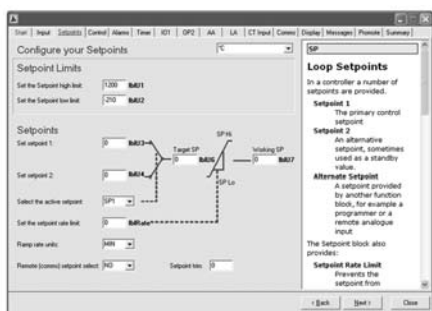 Start Input Setpoints Control Alarms Timer IO1 OP2 AA LA CT Input Comms Display Messages Promote Summary
Configure your Setpoints
°C
Setpoint Limits
Set the Setpoint high limit: 1200
Set the Setpoint low limit: -210
Setpoints
Set setpoint 1: 0
Target SP
0
SP Hi
Working SP
0
Set setpoint 2: 0
SP Lo
Select the active setpoint: SP1
Set the setpoint rate limit: 0
Ramp rate units: MIN
Remote (comms) setpoint select: NO
Setpoint trim: 0
SP
Loop Setpoints
In a controller a number of
setpoints are provided.
Setpoint 1
The primary control
setpoint
Setpoint 2
An alternative
setpoint, sometimes
used as a standby
value.
Alternate Setpoint
A setpoint provided
by another function
block, for example a
programmer or a
remote analogue
input
The Setpoint block also
provides:
Setpoint Rate Limit
Prevents the
setpoint from
< Back
Next >
Close